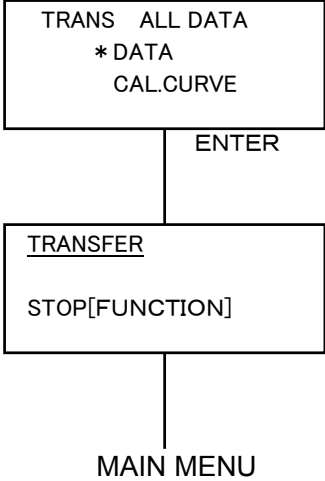 TRANS ALL DATA
* DATA
CAL.CURVE
ENTER
TRANSFER
STOP[FUNCTION]
MAIN MENU